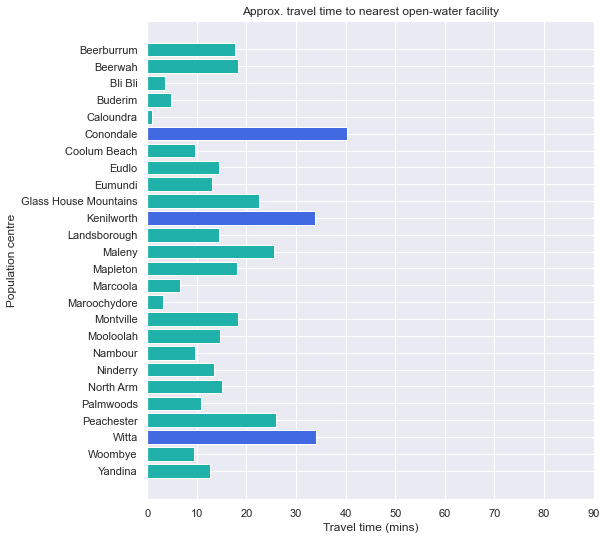 Approx. travel time to nearest open-water facility
Population centre
Beerburrum
Beerwah
Bli Bli
Buderim
Caloundra
Conondale
Coolum Beach
Eudlo
Eumundi
Glass House Mountains
Kenilworth
Landsborough
Maleny
Mapleton
Marcoola
Maroochydore
Montville
Mooloolah
Nambour
Ninderry
North Arm
Palmwoods
Peachester
Witta
Woombye
Yandina
0 10 20 30 40 50 60 70 80 90
Travel time (mins)